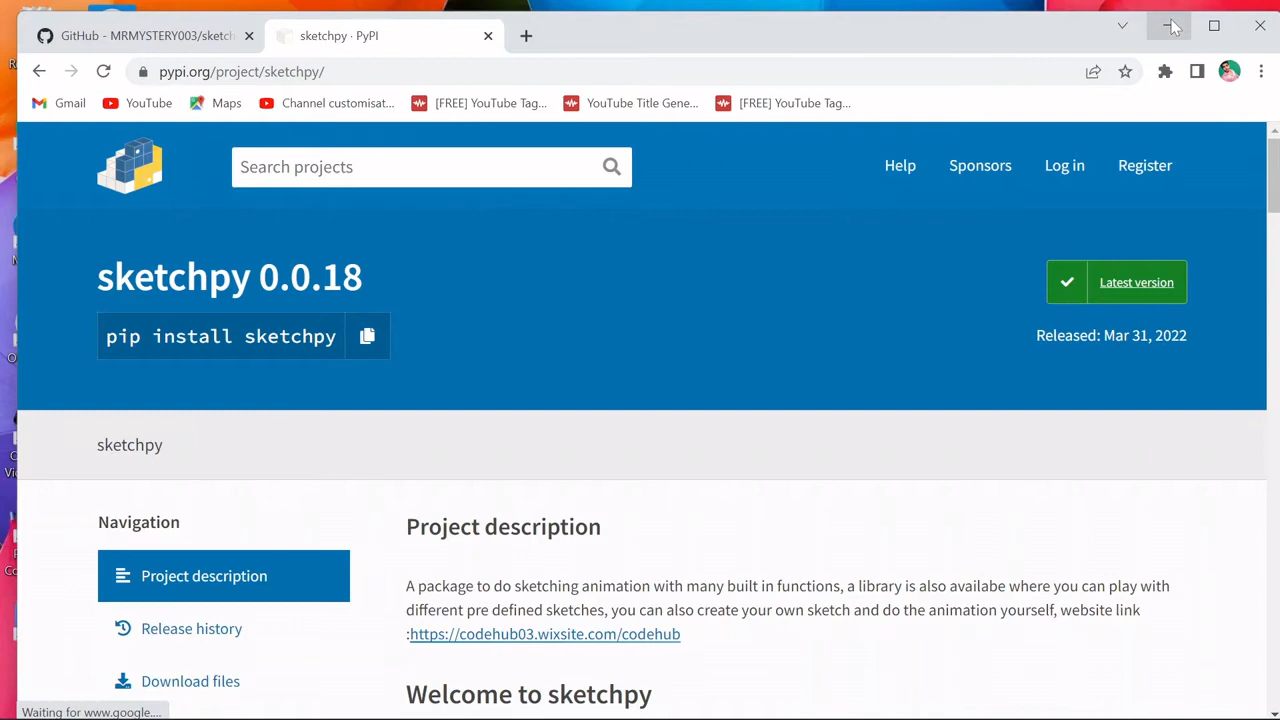 GitHub - MRMYSTERY003/sketch
sketchpy · PyPI
pypi.org/project/sketchpy/
Gmail
YouTube
Maps
Channel customisat...
[FREE] YouTube Tag...
YouTube Title Gene...
[FREE] YouTube Tag...
Search projects
Help
Sponsors
Log in
Register
sketchpy 0.0.18
Latest version
pip install sketchpy
Released: Mar 31, 2022
sketchpy
Navigation
Project description
Release history
Download files
Project description
A package to do sketching animation with many built in functions, a library is also availabe where you can play with
different pre defined sketches, you can also create your own sketch and do the animation yourself, website link
:https://codehub03.wixsite.com/codehub
Welcome to sketchpy
Waiting for www.google....